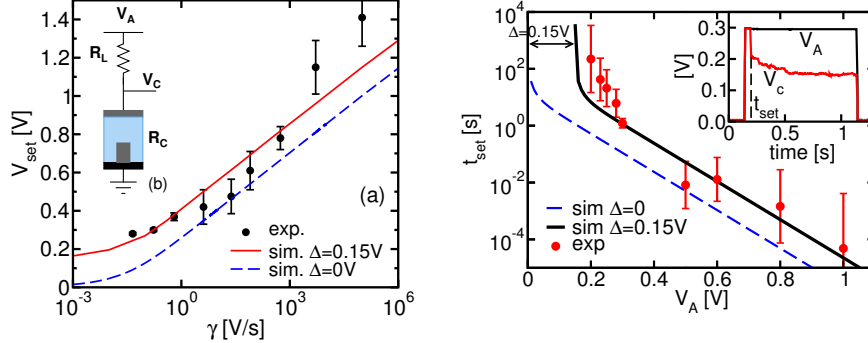 V_A
R_L
V_C
R_C
(b)
(a)
V_set [V]
1.4
1.2
1
0.8
0.6
0.4
0.2
0
exp.
sim. Δ=0.15V
sim. Δ=0V
10^-3
10^0
10^3
10^6
γ [V/s]
Δ=0.15V
t_set [s]
10^4
10^2
10^0
10^-2
10^-4
sim Δ=0
sim Δ=0.15V
exp
0
0.2
0.4
0.6
0.8
1
V_A [V]
[V]
0.3
0.2
0.1
0.0
V_A
V_C
t_set
0
0.5
1
time [s]